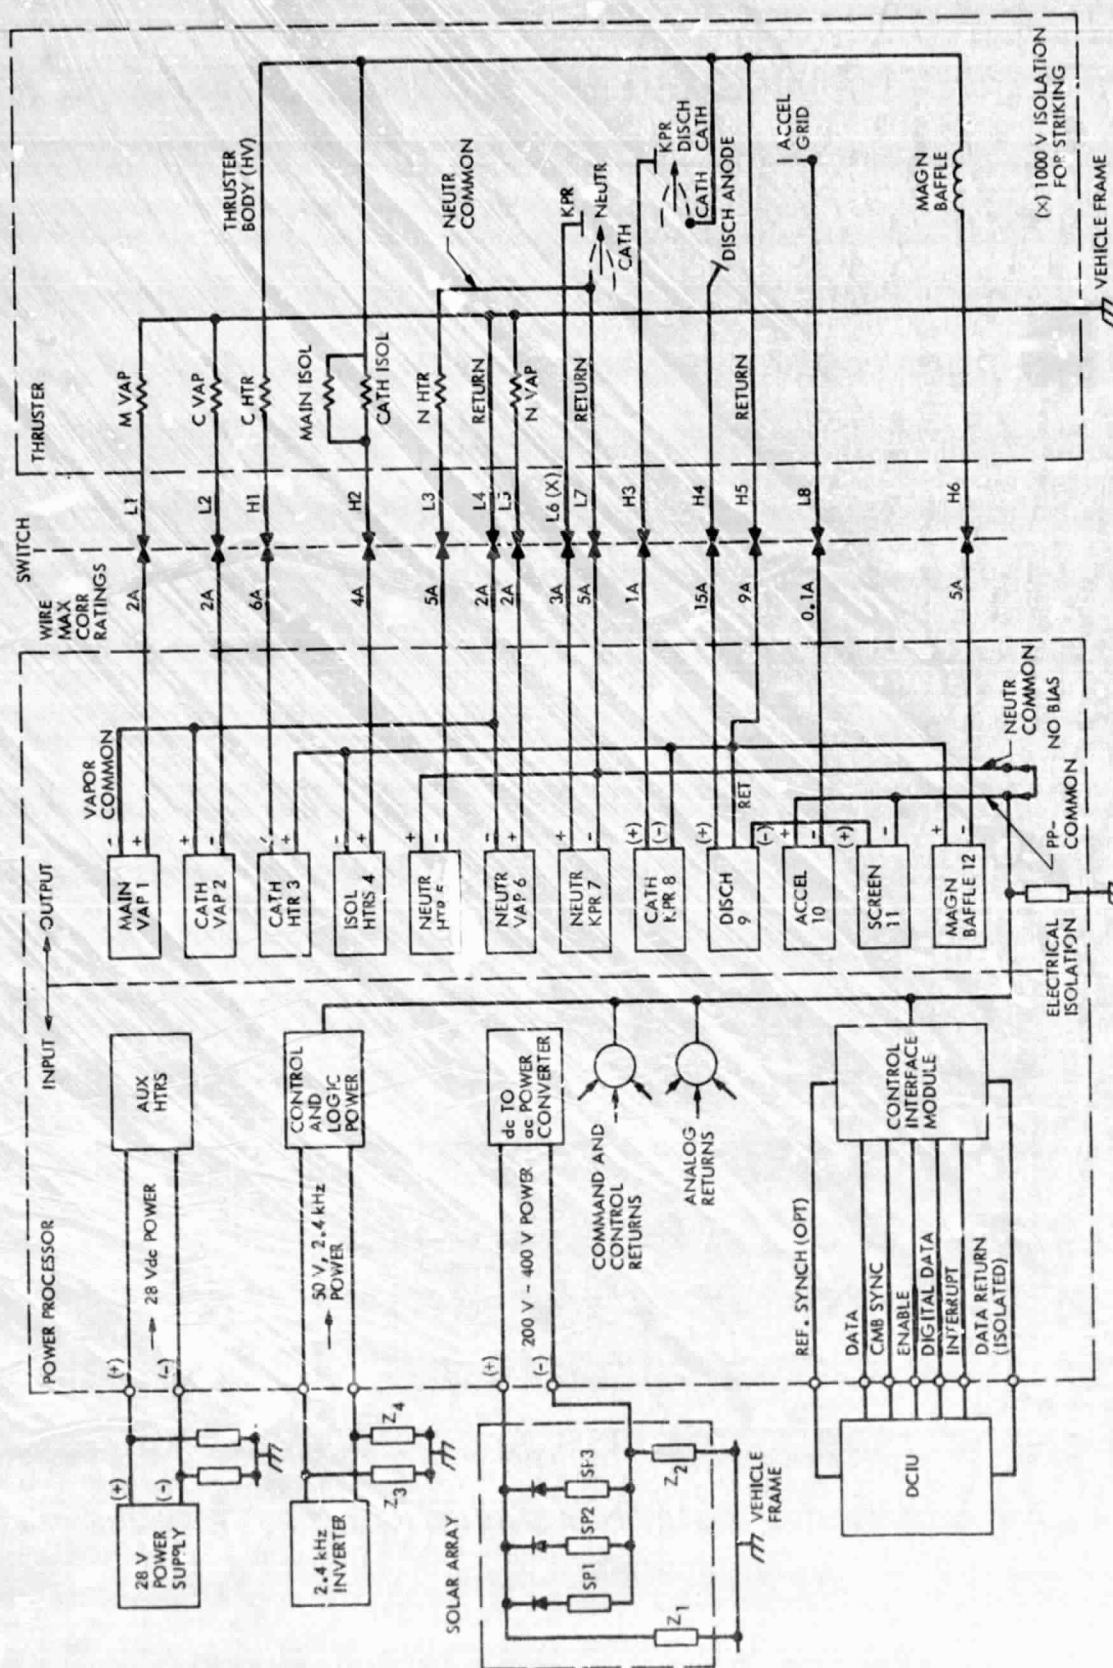 POWER PROCESSOR
INPUT
OUTPUT
WIRE
MAX
CORR
RATINGS
SWITCH
THRUSTER
28 V
POWER
SUPPLY
(+)
(-)
(+)
(-)
28 Vdc POWER
AUX
HTRS
2.4 kHz
INVERTER
Z3
Z4
50 V, 2.4 kHz
POWER
CONTROL
AND
LOGIC
POWER
SOLAR ARRAY
SP1
SP2
SP3
Z1
Z2
VEHICLE
FRAME
(+)
(-)
200 V - 400 V POWER
dc TO
ac POWER
CONVERTER
COMMAND AND
CONTROL
RETURNS
ANALOG
RETURNS
DCIU
REF. SYNCH (OPT)
DATA
CMB SYNC
ENABLE
DIGITAL DATA
INTERRUPT
DATA RETURN
(ISOLATED)
CONTROL
INTERFACE
MODULE
ELECTRICAL
ISOLATION
MAIN
VAP 1
-
+
VAPOR
COMMON
CATH
VAP 2
+
-
CATH
HTR 3
+
ISOL
HTRS 4
-
+
NEUTR
HTR 5
+
-
NEUTR
VAP 6
-
+
NEUTR
KPR 7
+
-
CATH
KPR 8
(+)
(-)
DISCH
9
(+)
(-)
RET
ACCEL
10
+
-
SCREEN
11
(+)
-
MAGN
BAFFLE 12
+
-
PP-
COMMON
NEUTR
COMMON
NO BIAS
2A
L1
M VAP
2A
L2
C VAP
6A
H1
C HTR
THRUSTER
BODY (HV)
4A
H2
MAIN ISOL
CATH ISOL
5A
L3
N HTR
NEUTR
COMMON
2A
L4
RETURN
2A
L5
N VAP
3A
L6 (X)
KPR
NEUTR
CATH
5A
L7
RETURN
1A
H3
KPR
DISCH
CATH
CATH
15A
H4
DISCH ANODE
9A
H5
RETURN
0.1A
L8
ACCEL
GRID
5A
H6
MAGN
BAFFLE
(x) 1000 V ISOLATION
FOR STRIKING
VEHICLE FRAME